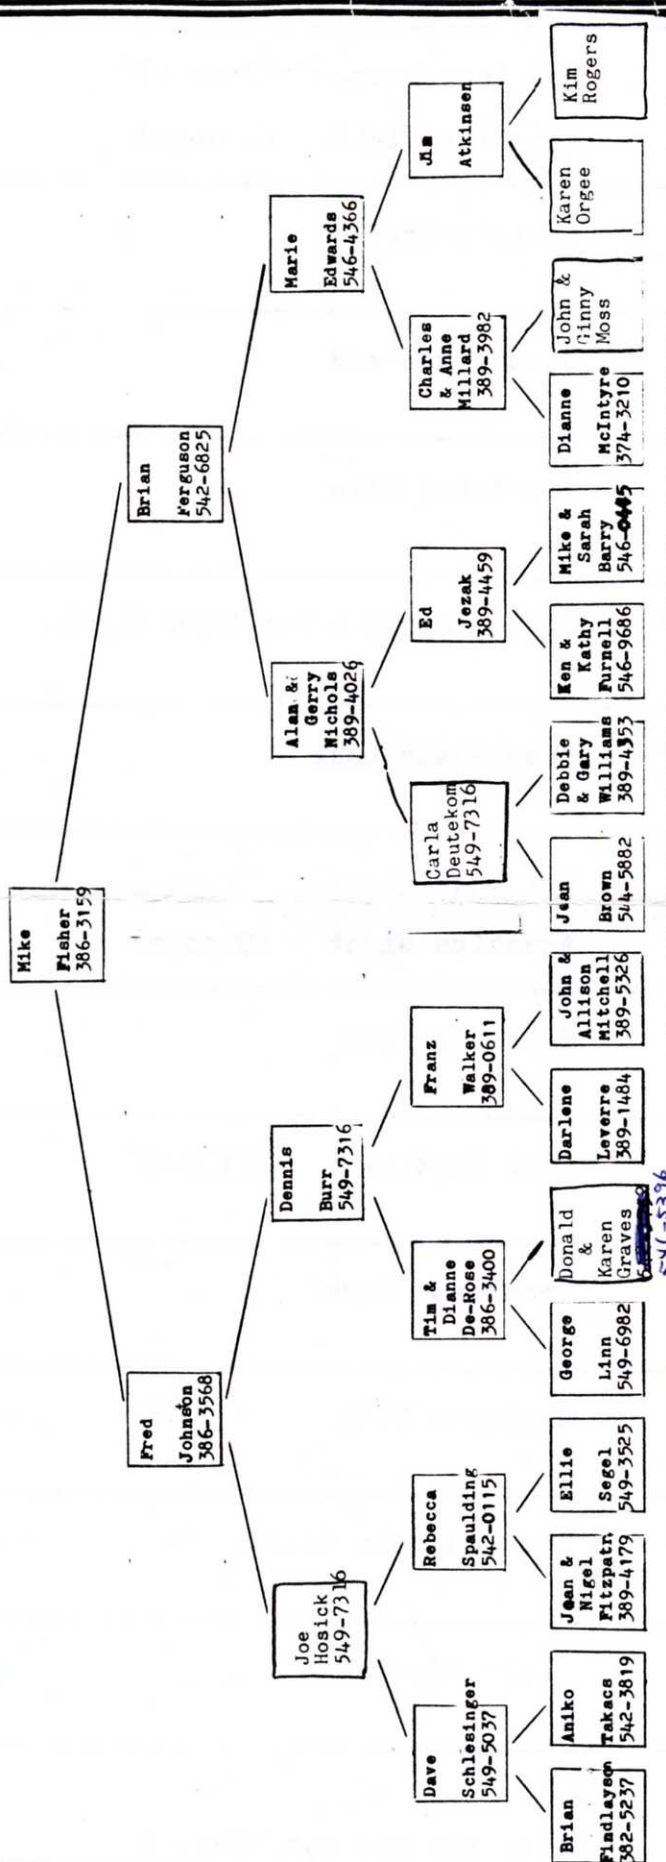 Mike
Fisher
386-3159
Fred
Johnston
386-3568
Brian
Ferguson
542-6825
Joe
Hosick
549-7316
Dennis
Burr
549-7316
Alan &
Gerry
Nichols
389-4026
Marie
Edwards
546-4366
Dave
Schlesinger
549-5037
Rebecca
Spaulding
542-0115
Tim &
Dianne
De-Rose
386-3400
Franz
Walker
389-0611
Carla
Deutekom
549-7316
Ed
Jezak
389-4459
Charles
& Anne
Millard
389-3982
Jim
Atkinsen
Brian
Findlayson
382-5237
Aniko
Takacs
542-3819
Jean &
Nigel
Fitzpatr.
389-4179
Ellie
Segel
549-3525
George
Linn
549-6982
Donald
&
Karen
Graves
Darlene
Leverre
389-1484
John &
Allison
Mitchell
389-5326
Jean
Brown
544-5882
Debbie
& Gary
Williams
389-4353
Ken &
Kathy
Furnell
546-9686
Mike &
Sarah
Barry
Dianne
McIntyre
374-3210
John &
Ginny
Moss
Karen
Orgee
Kim
Rogers